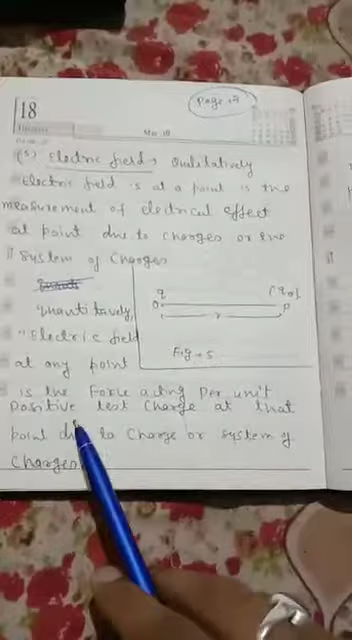 18
Page
(5) Electric field, Qualitatively
Electric field is at a point is the
measurement of electrical effect
at point due to charges or the
System of Charges
Quantitavely,
"Electric field
at any point
q
(q₀)
O
P
r
Fig - 5
is the Force acting Per unit
positive test Charge at that
point due to Charge or system of
Charges